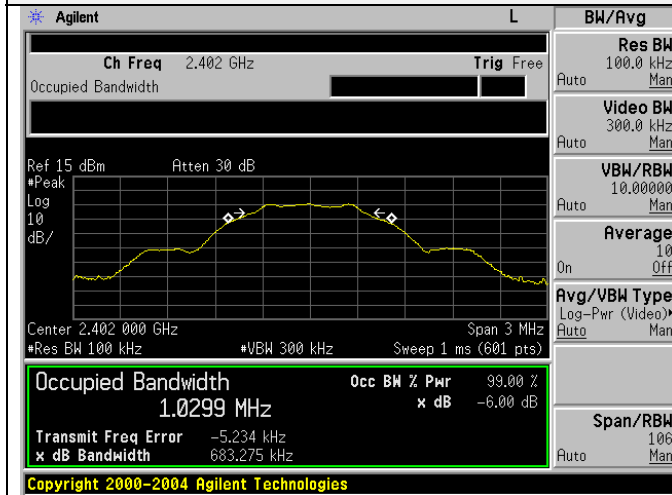 Agilent L BW/Avg
Ch Freq 2.402 GHz Trig Free
Occupied Bandwidth
Ref 15 dBm Atten 30 dB
#Peak
Log
10
dB/
Center 2.402 000 GHz Span 3 MHz
#Res BW 100 kHz #VBW 300 kHz Sweep 1 ms (601 pts)
Occupied Bandwidth Occ BW % Pwr 99.00 %
1.0299 MHz x dB -6.00 dB
Transmit Freq Error -5.234 kHz
x dB Bandwidth 683.275 kHz
Copyright 2000-2004 Agilent Technologies
Res BW
100.0 kHz
Auto Man
Video BW
300.0 kHz
Auto Man
VBW/RBW
10.00000
Auto Man
Average
10
On Off
Avg/VBW Type
Log-Pwr (Video)
Auto Man
Span/RBW
106
Auto Man